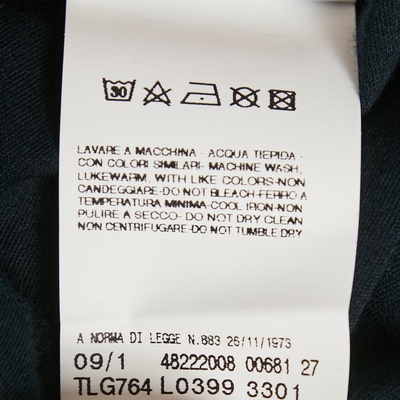 30
LAVARE A MACCHINA - ACQUA TIEPIDA -
CON COLORI SIMILARI- MACHINE WASH,
LUKEWARM, WITH LIKE COLORS-NON
CANDEGGIARE-DO NOT BLEACH-FERRO A
TEMPERATURA MINIMA-COOL IRON-NON
PULIRE A SECCO- DO NOT DRY CLEAN
NON CENTRIFUGARE-DO NOT TUMBLE DRY
A NORMA DI LEGGE N.883 26/11/1973
09/1 48222008 00681 27
TLG764 L0399 3301